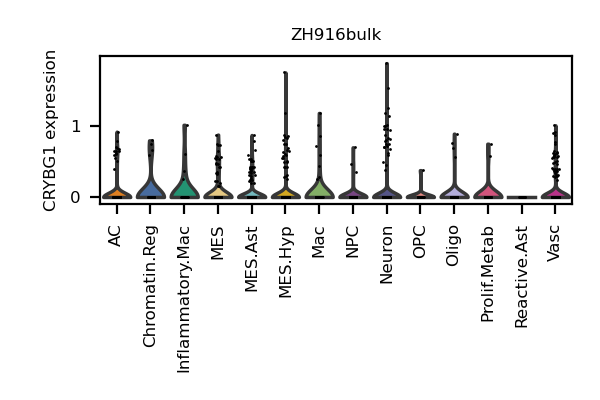 ZH916bulk
CRYBG1 expression
1
0
AC
Chromatin.Reg
Inflammatory.Mac
MES
MES.Ast
MES.Hyp
Mac
NPC
Neuron
OPC
Oligo
Prolif.Metab
Reactive.Ast
Vasc